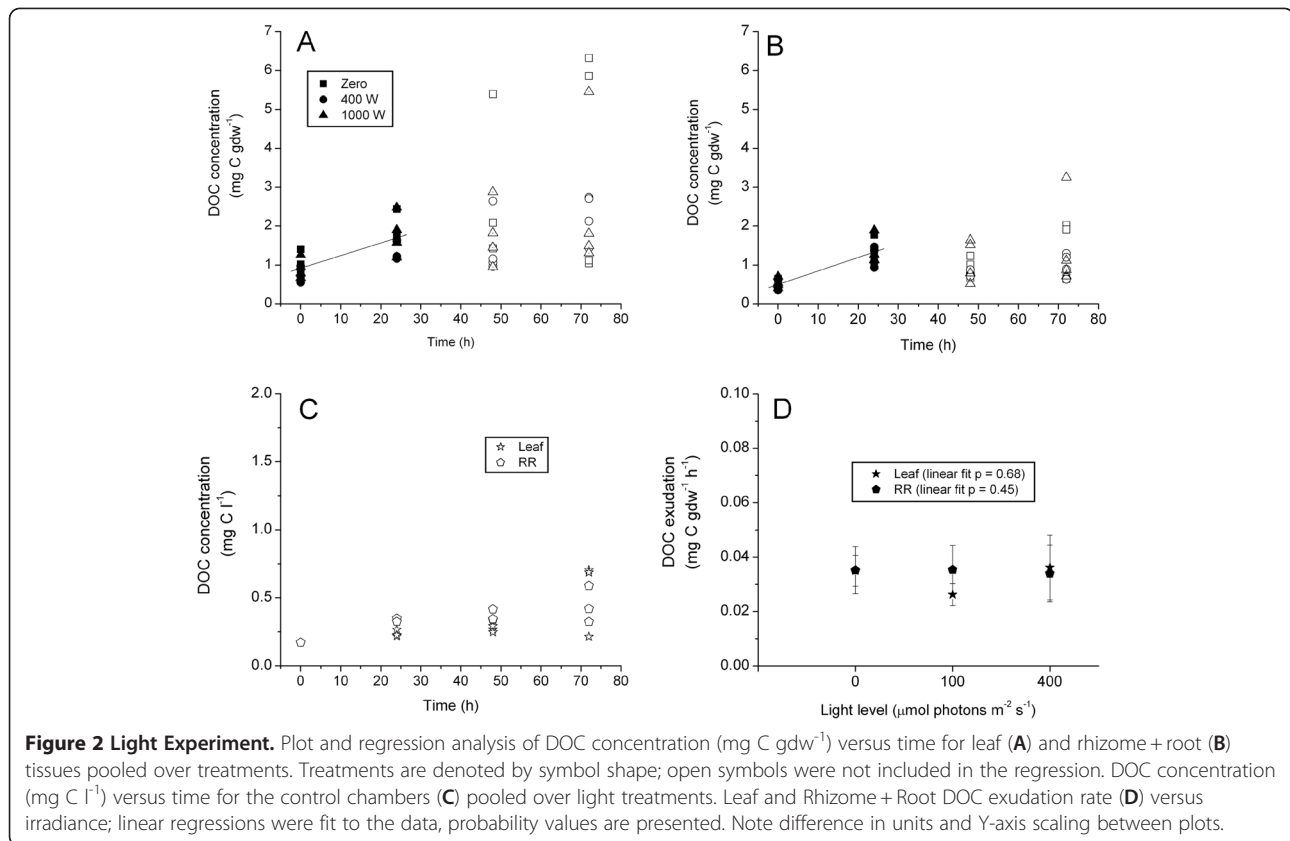 A
7
6
5
4
3
2
1
0
DOC concentration
(mg C gdw⁻¹)
Zero
400 W
1000 W
0 10 20 30 40 50 60 70 80
Time (h)
B
7
6
5
4
3
2
1
0
DOC concentration
(mg C gdw⁻¹)
0 10 20 30 40 50 60 70 80
Time (h)
C
2.0
1.5
1.0
0.5
0.0
DOC concentration
(mg C l⁻¹)
Leaf
RR
0 10 20 30 40 50 60 70 80
Time (h)
D
0.10
0.08
0.06
0.04
0.02
0.00
DOC exudation
(mg C gdw⁻¹ h⁻¹)
Leaf (linear fit p = 0.68)
RR (linear fit p = 0.45)
0 100 400
Light level (μmol photons m⁻² s⁻¹)
Figure 2 Light Experiment. Plot and regression analysis of DOC concentration (mg C gdw⁻¹) versus time for leaf (A) and rhizome + root (B)
tissues pooled over treatments. Treatments are denoted by symbol shape; open symbols were not included in the regression. DOC concentration
(mg C l⁻¹) versus time for the control chambers (C) pooled over light treatments. Leaf and Rhizome + Root DOC exudation rate (D) versus
irradiance; linear regressions were fit to the data, probability values are presented. Note difference in units and Y-axis scaling between plots.